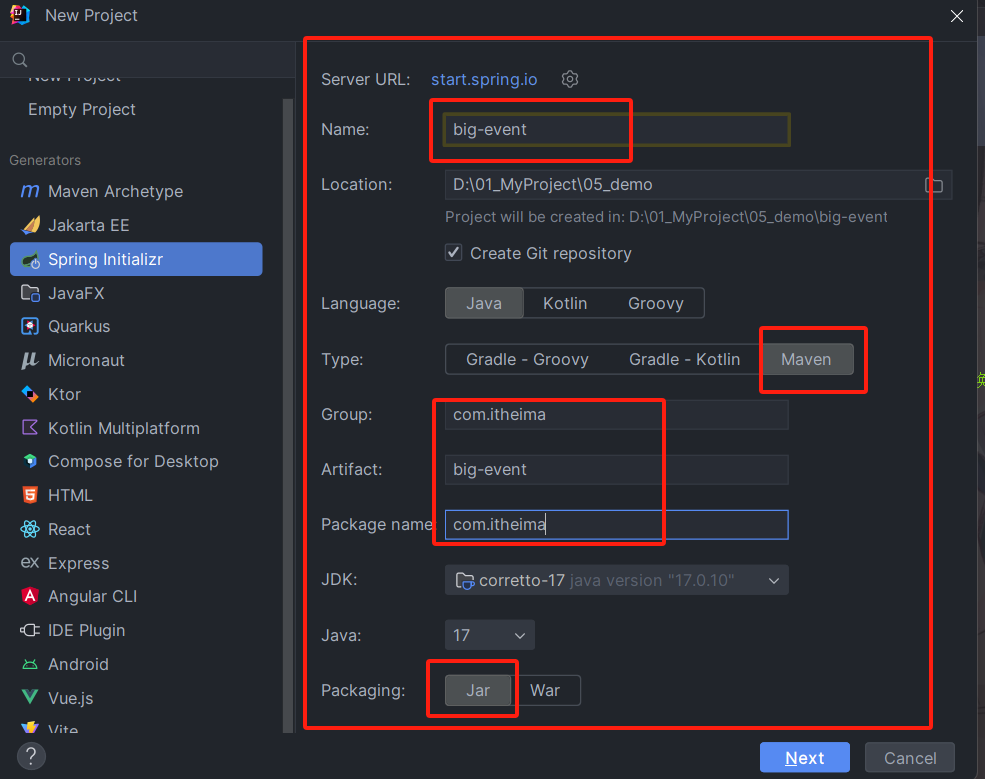 New Project
New Project
Empty Project
Generators
Maven Archetype
Jakarta EE
Spring Initializr
JavaFX
Quarkus
Micronaut
Ktor
Kotlin Multiplatform
Compose for Desktop
HTML
React
Express
Angular CLI
IDE Plugin
Android
Vue.js
Vite
Server URL: start.spring.io
Name: big-event
Location: D:\01_MyProject\05_demo
Project will be created in: D:\01_MyProject\05_demo\big-event
Create Git repository
Language: Java Kotlin Groovy
Type: Gradle - Groovy Gradle - Kotlin Maven
Group: com.itheima
Artifact: big-event
Package name: com.itheima
JDK: corretto-17 java version "17.0.10"
Java: 17
Packaging: Jar War
? Next Cancel